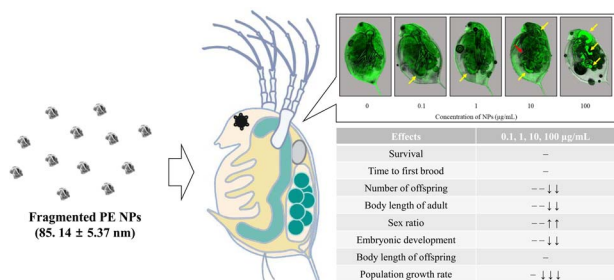 Fragmented PE NPs
(85. 14 ± 5.37 nm)
0 0.1 1 10 100
Concentration of NPs (μg/mL)
Effects 0.1, 1, 10, 100 μg/mL
Survival –
Time to first brood –
Number of offspring – – ↓ ↓
Body length of adult – – ↓ ↓
Sex ratio – – ↑ ↑
Embryonic development – – ↓ ↓
Body length of offspring –
Population growth rate – ↓ ↓ ↓